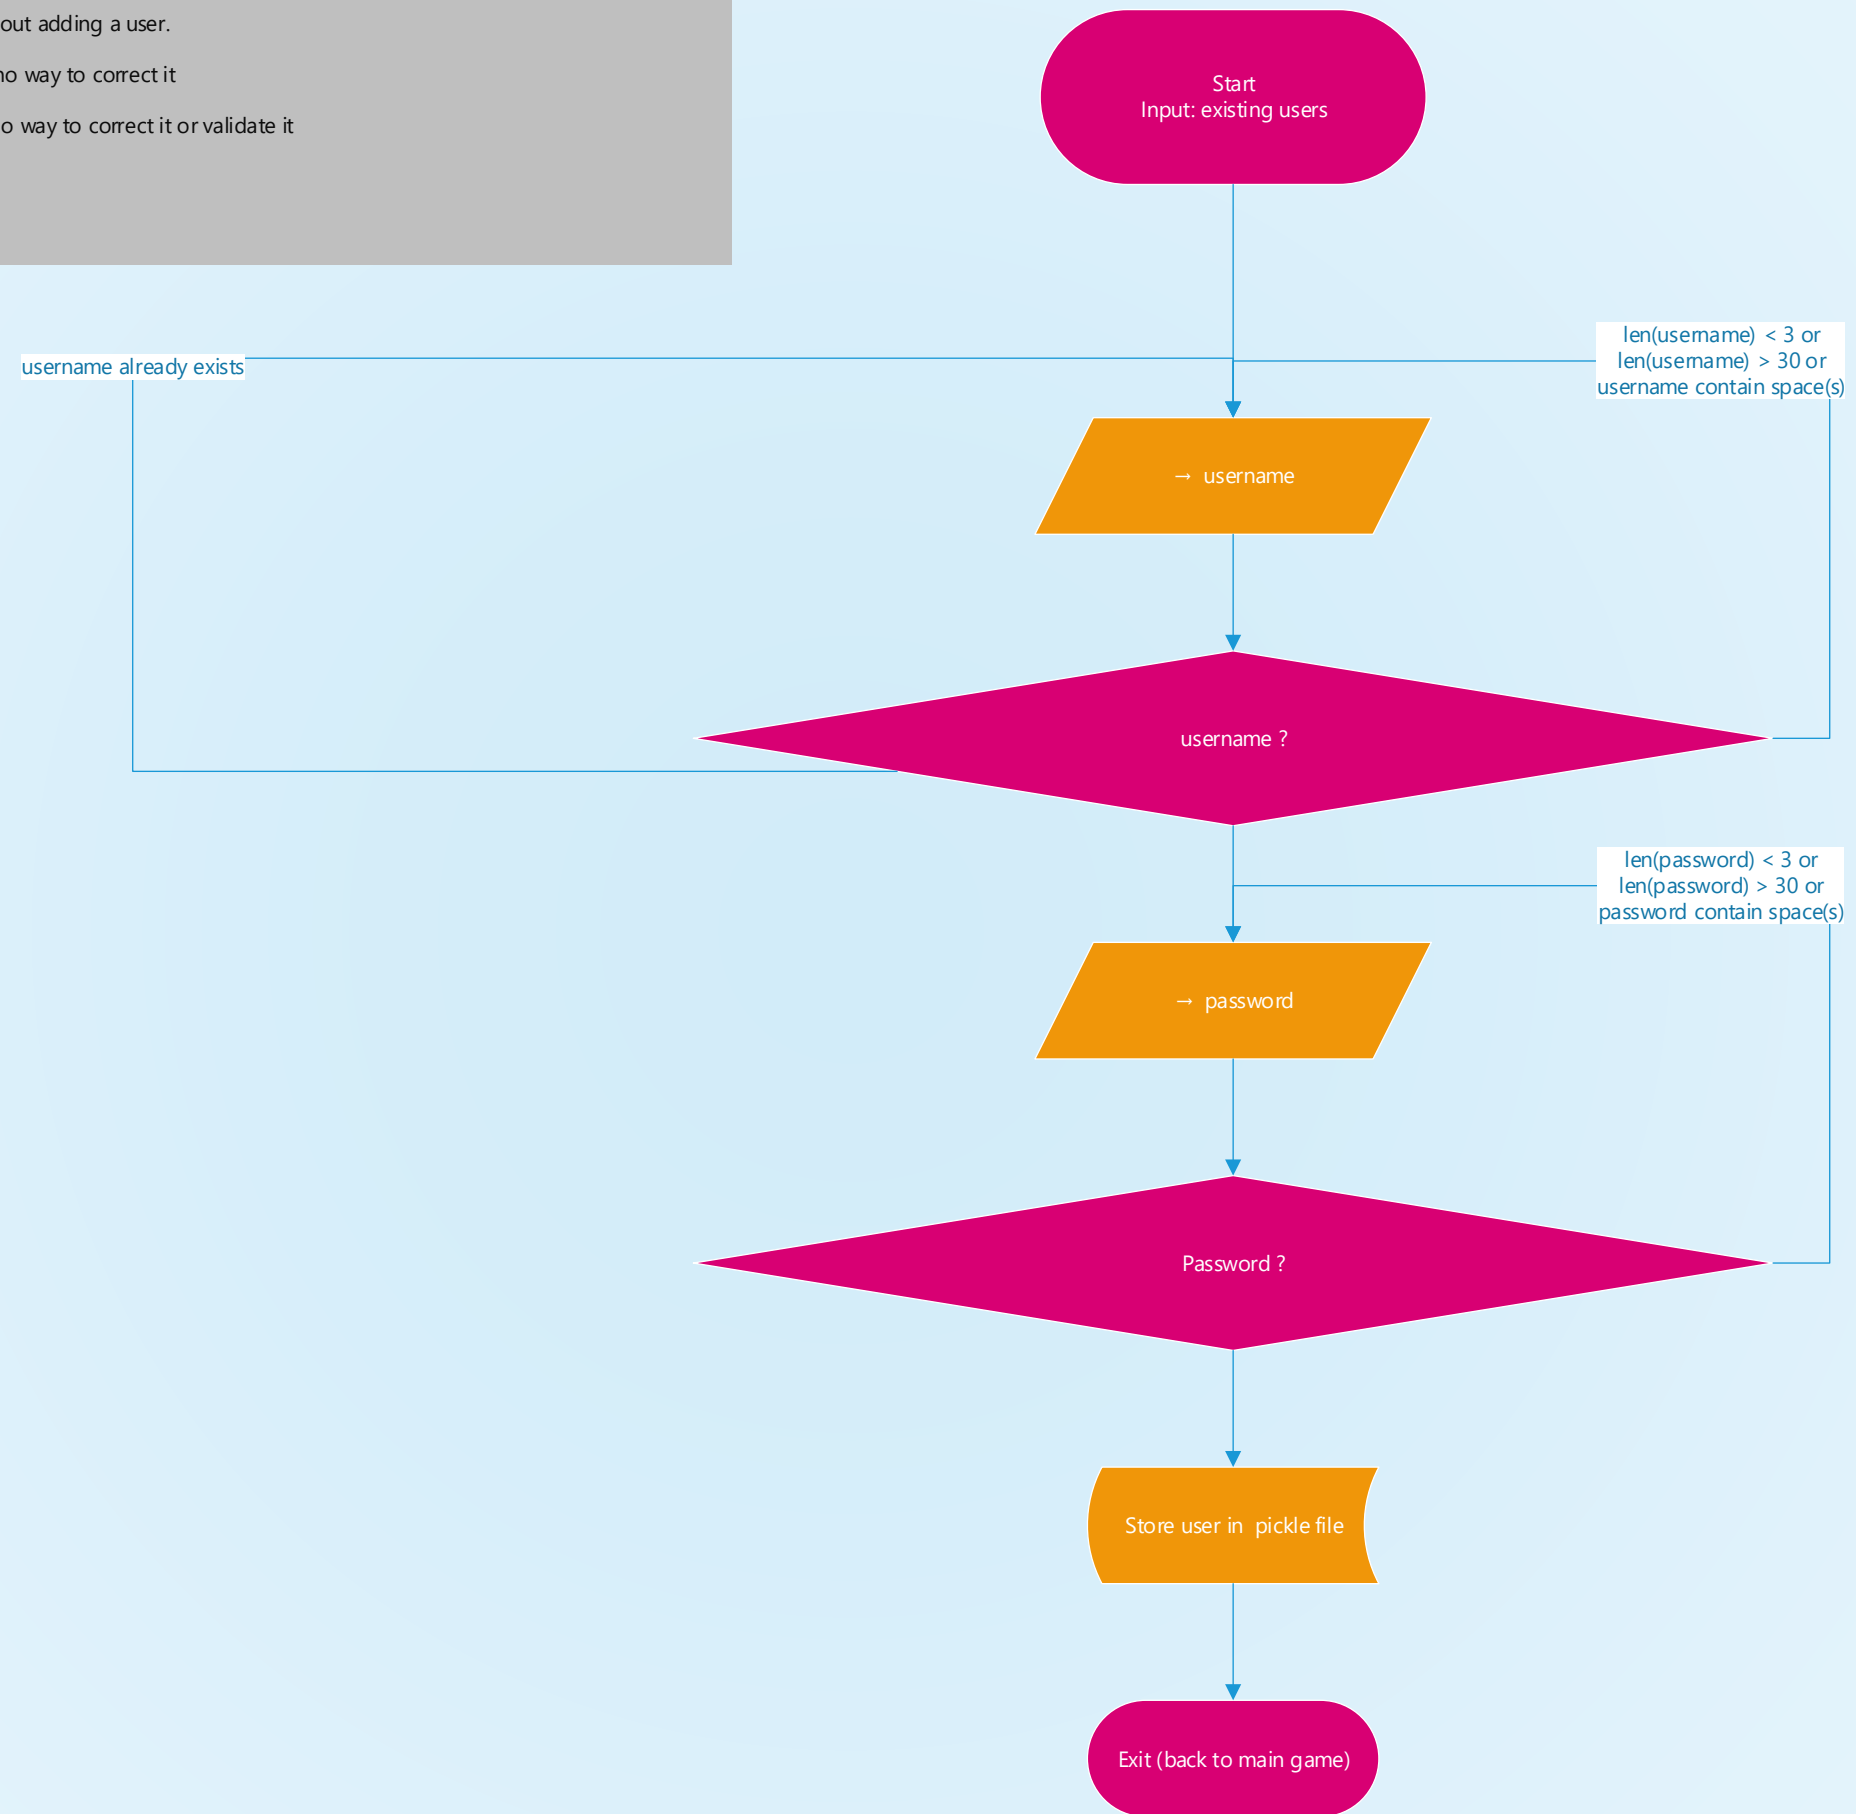 out adding a user.
no way to correct it
o way to correct it or validate it
Start
Input: existing users
username already exists
len(username) < 3 or
len(username) > 30 or
username contain space(s)
→ username
username ?
len(password) < 3 or
len(password) > 30 or
password contain space(s)
→ password
Password ?
Store user in pickle file
Exit (back to main game)